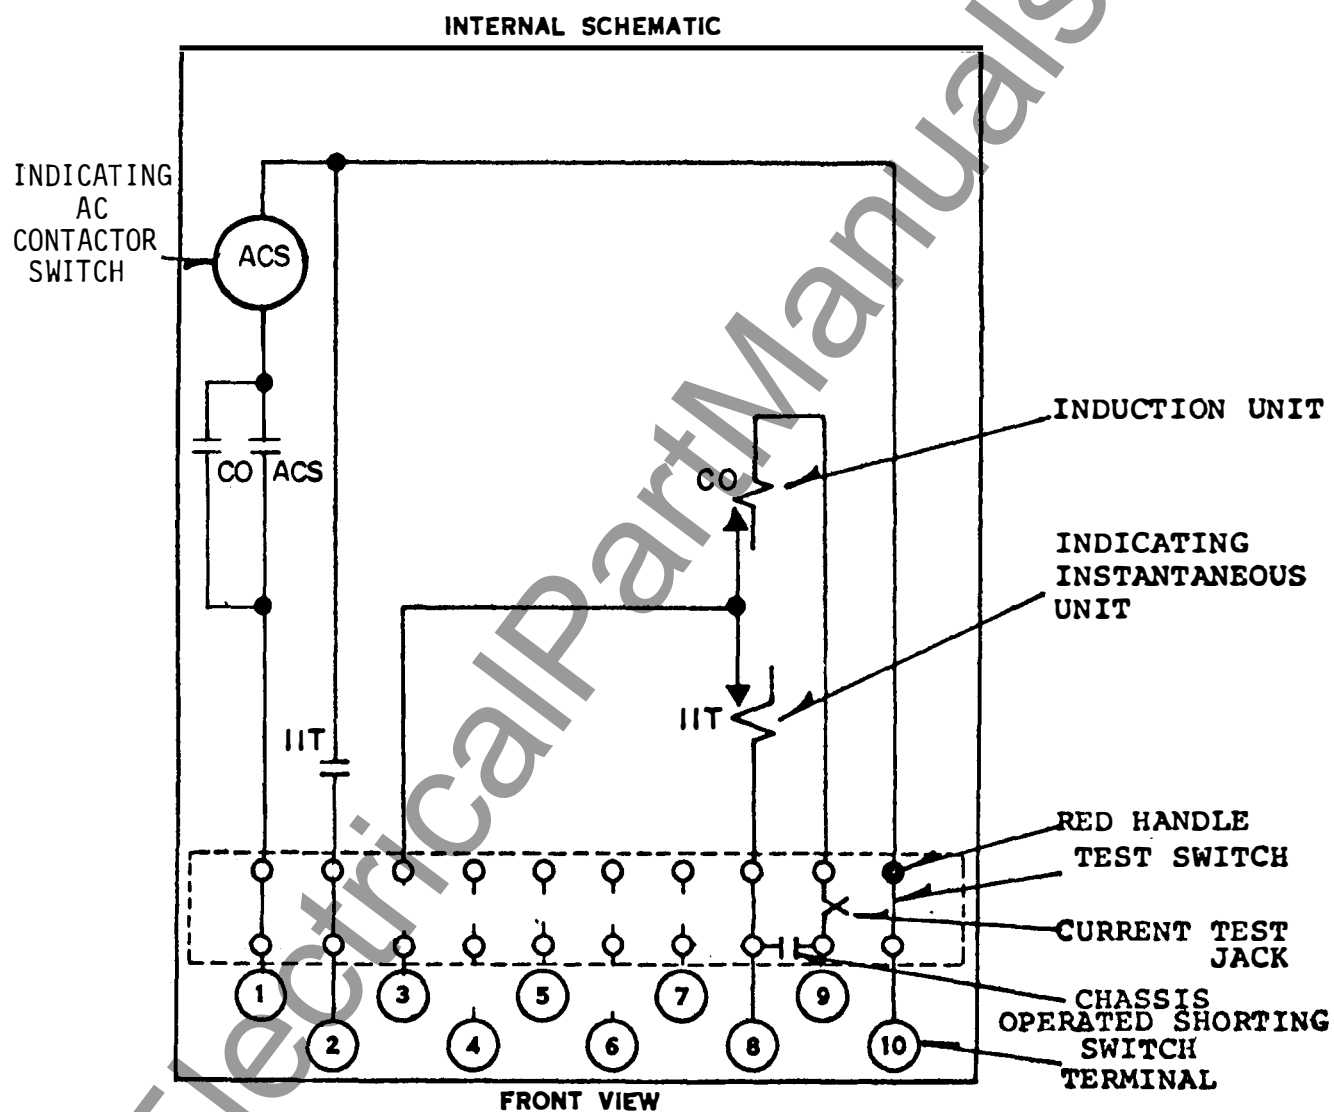 INTERNAL SCHEMATIC
INDICATING
AC
CONTACTOR
SWITCH
ACS
CO ACS
IIT
CO
IIT
INDUCTION UNIT
INDICATING
INSTANTANEOUS
UNIT
RED HANDLE
TEST SWITCH
CURRENT TEST
JACK
CHASSIS
OPERATED SHORTING
SWITCH
TERMINAL
1
3
5
7
9
2
4
6
8
10
FRONT VIEW
ElectricalPartManuals